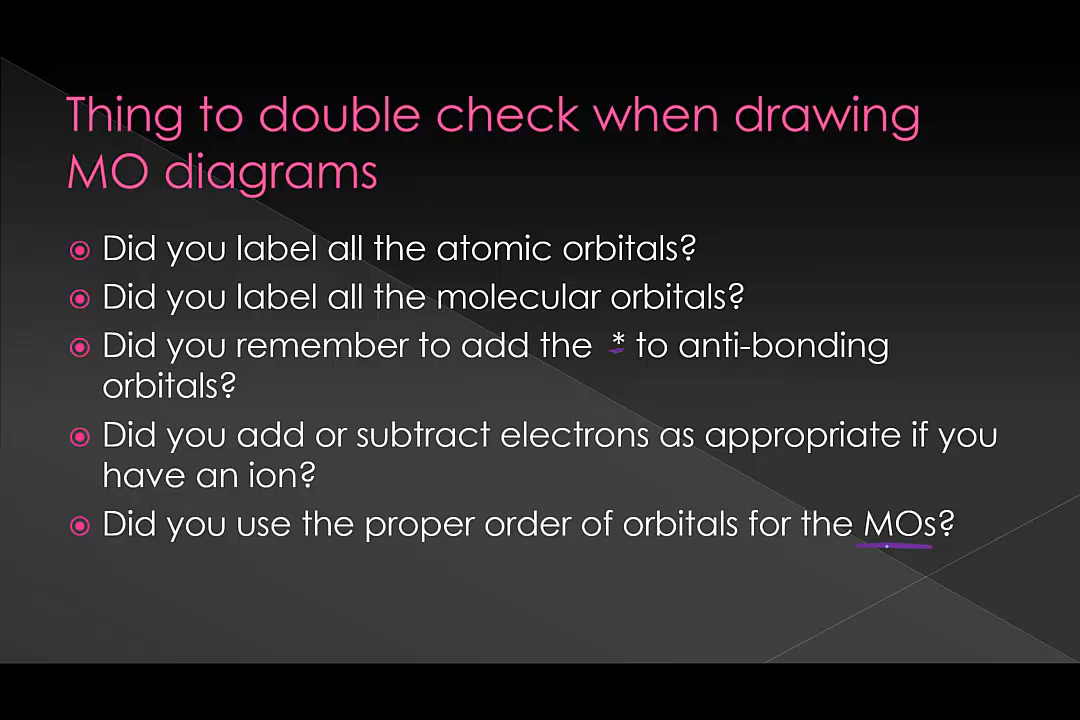 Thing to double check when drawing
MO diagrams
Did you label all the atomic orbitals?
Did you label all the molecular orbitals?
Did you remember to add the * to anti-bonding
orbitals?
Did you add or subtract electrons as appropriate if you
have an ion?
Did you use the proper order of orbitals for the MOs?